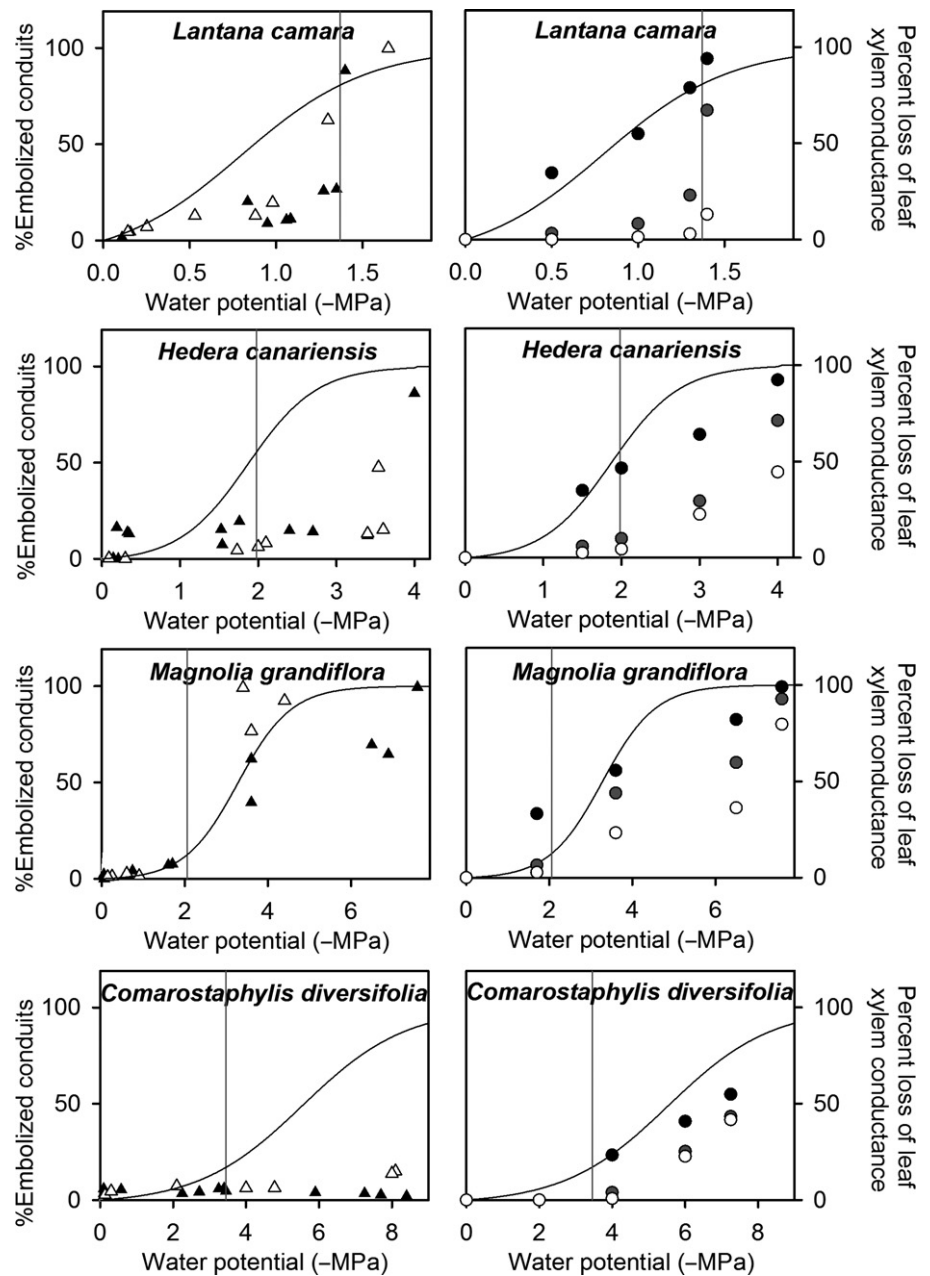 Lantana camara
Lantana camara
%Embolized conduits
100
50
0
0.0 0.5 1.0 1.5
Water potential (–MPa)
0.0 0.5 1.0 1.5
Water potential (–MPa)
100
50
0
Percent loss of leaf
xylem conductance
Hedera canariensis
Hedera canariensis
%Embolized conduits
100
50
0
0 1 2 3 4
Water potential (–MPa)
0 1 2 3 4
Water potential (–MPa)
100
50
0
Percent loss of leaf
xylem conductance
Magnolia grandiflora
Magnolia grandiflora
%Embolized conduits
100
50
0
0 2 4 6
Water potential (–MPa)
0 2 4 6
Water potential (–MPa)
100
50
0
Percent loss of leaf
xylem conductance
Comarostaphylis diversifolia
Comarostaphylis diversifolia
%Embolized conduits
100
50
0
0 2 4 6 8
Water potential (–MPa)
0 2 4 6 8
Water potential (–MPa)
100
50
0
Percent loss of leaf
xylem conductance